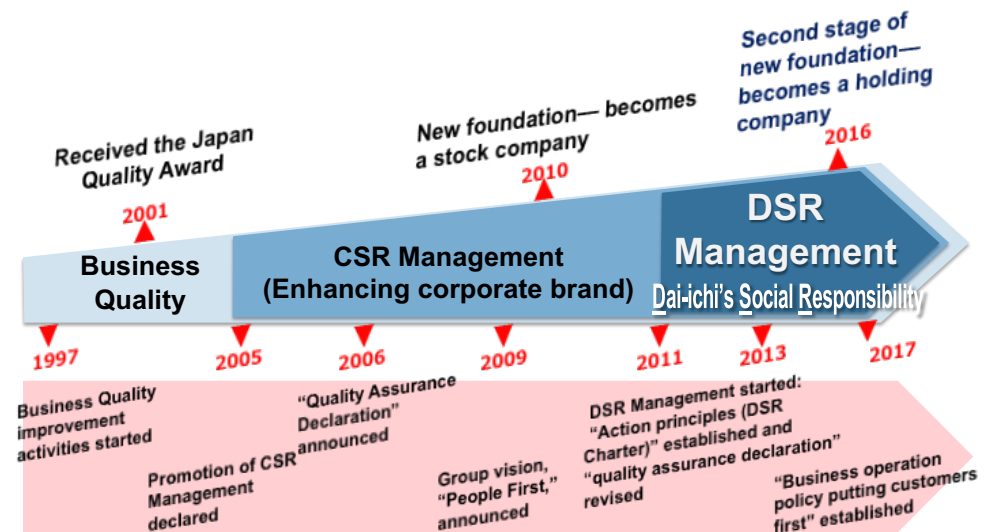 Second stage of
new foundation—
becomes a holding
company
2016
New foundation— becomes
a stock company
2010
Received the Japan
Quality Award
2001
Business
Quality
CSR Management
(Enhancing corporate brand)
DSR
Management
Dai-ichi's Social Responsibility
1997
2005
2006
2009
2011
2013
2017
Business Quality
improvement
activities started
Promotion of CSR
Management
declared
“Quality Assurance
Declaration”
announced
Group vision,
“People First,”
announced
DSR Management started:
“Action principles (DSR
Charter)” established and
“quality assurance declaration”
revised
“Business operation
policy putting customers
first” established